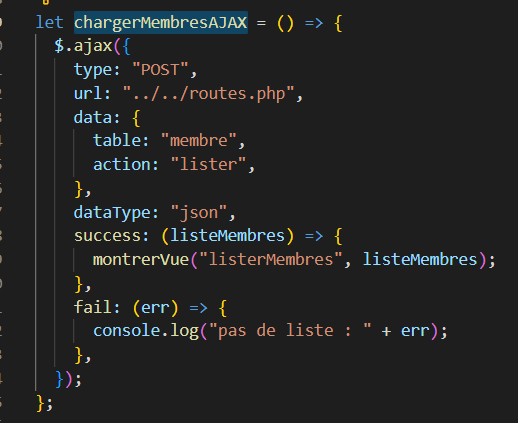 let chargerMembresAJAX = () => {
  $.ajax({
    type: "POST",
    url: "../../routes.php",
    data: {
      table: "membre",
      action: "lister",
    },
    dataType: "json",
    success: (listeMembres) => {
      montrerVue("listerMembres", listeMembres);
    },
    fail: (err) => {
      console.log("pas de liste : " + err);
    },
  });
};